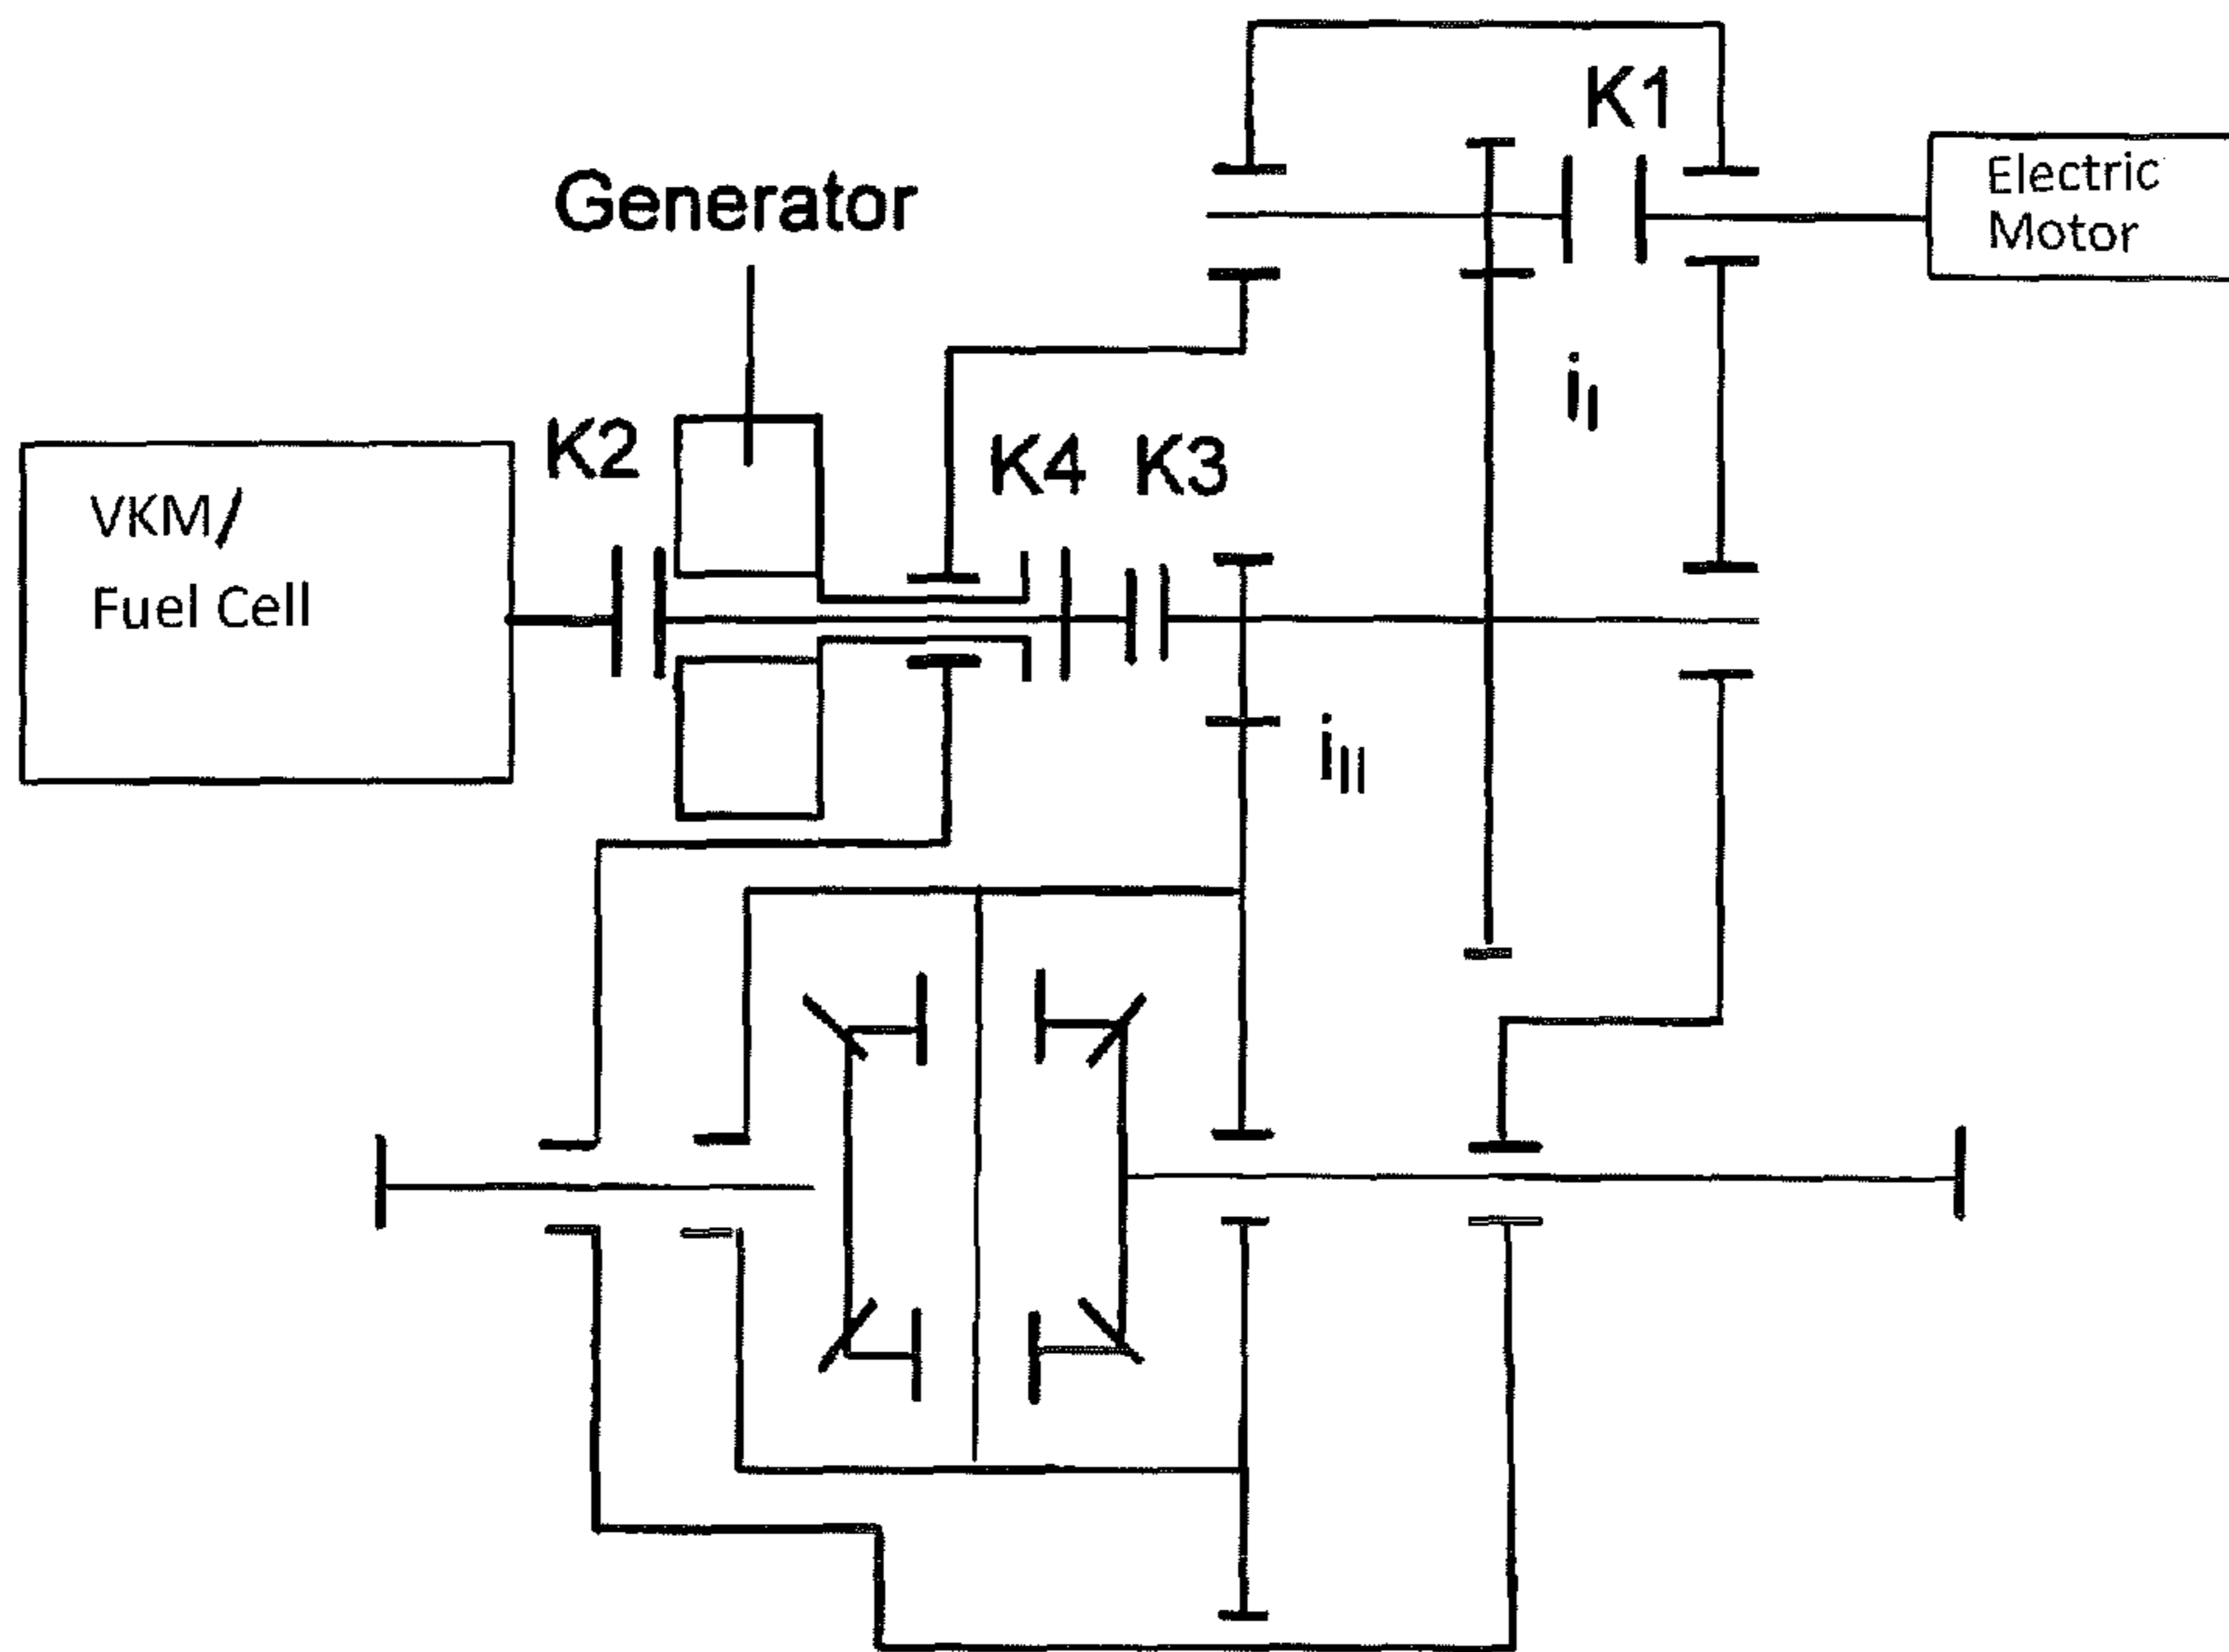 K1
Electric
Motor
Generator
i_I
K2
K4
K3
VKM/
Fuel Cell
i_II